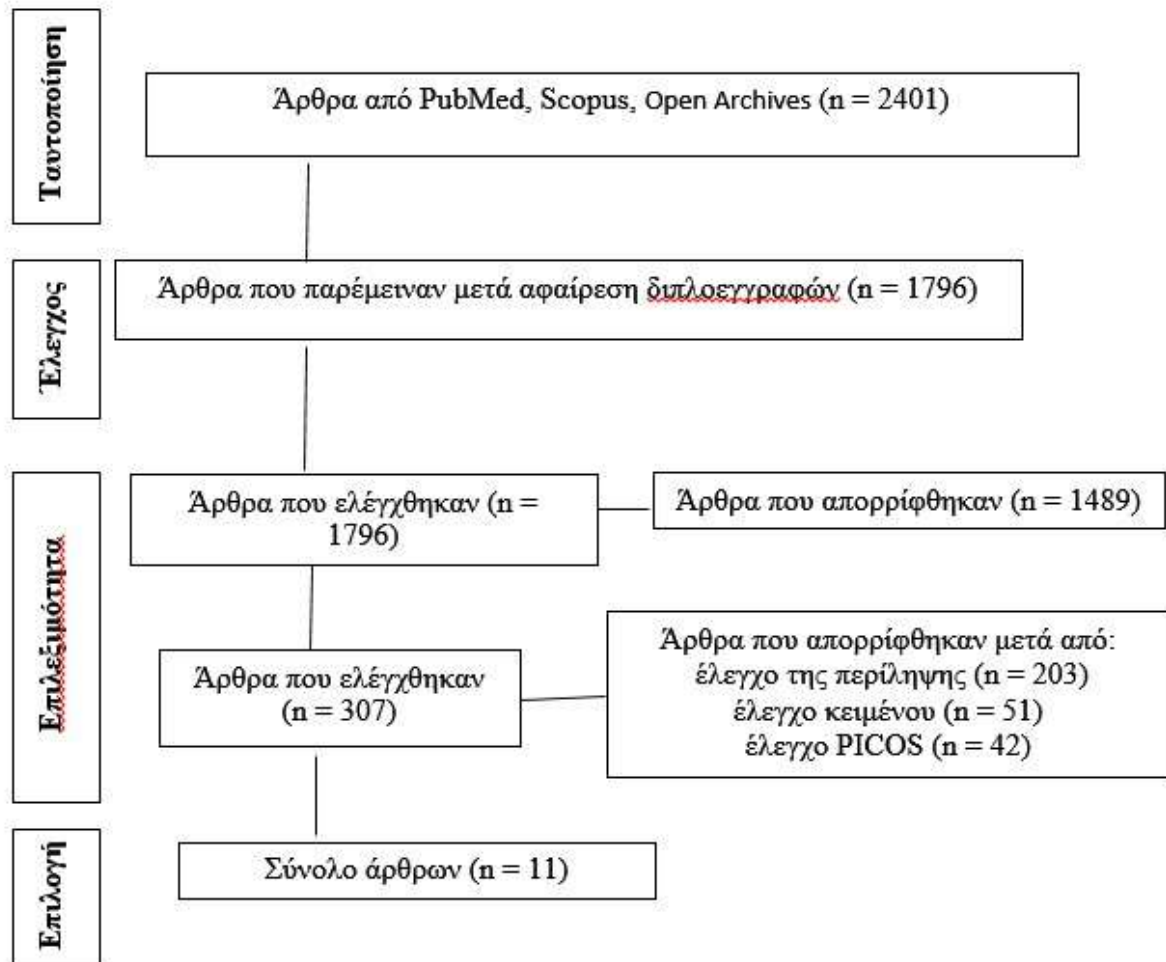 Ταυτοποίηση
Άρθρα από PubMed, Scopus, Open Archives (n = 2401)
Έλεγχος
Άρθρα που παρέμειναν μετά αφαίρεση διπλοεγγραφών (n = 1796)
Επιλεξιμότητα
Άρθρα που ελέγχθηκαν (n =
1796)
Άρθρα που απορρίφθηκαν (n = 1489)
Άρθρα που ελέγχθηκαν
(n = 307)
Άρθρα που απορρίφθηκαν μετά από:
έλεγχο της περίληψης (n = 203)
έλεγχο κειμένου (n = 51)
έλεγχο PICOS (n = 42)
Επιλογή
Σύνολο άρθρων (n = 11)